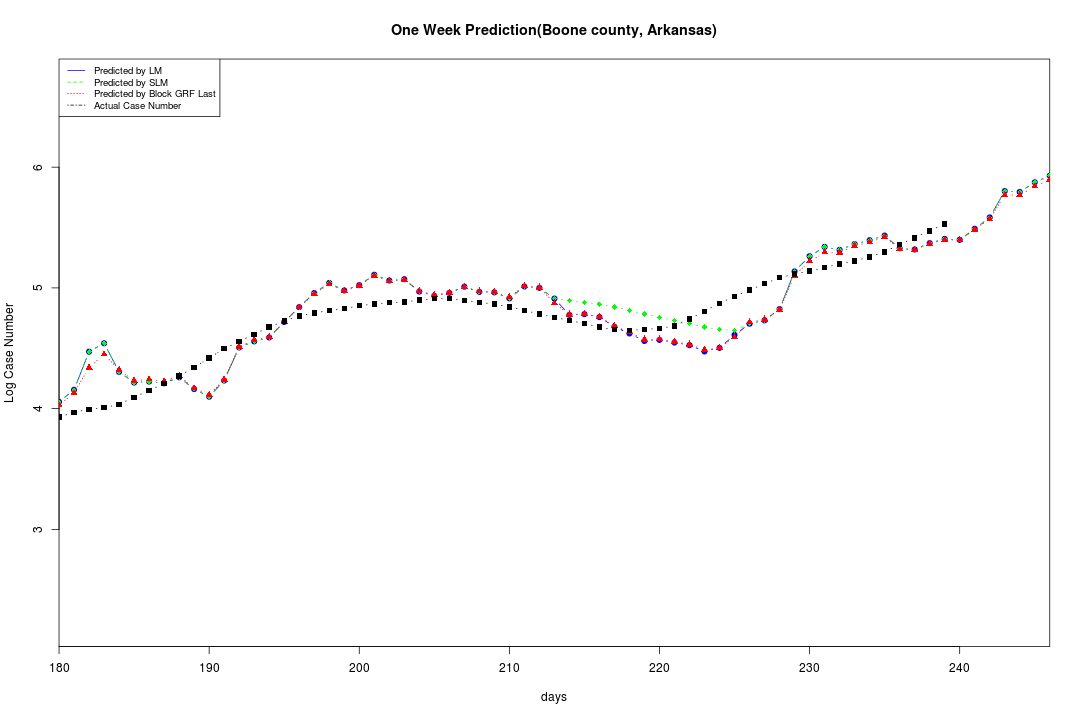 One Week Prediction(Boone county, Arkansas)
Predicted by LM
Predicted by SLM
Predicted by Block GRF Last
Actual Case Number
6
5
4
3
Log Case Number
180 190 200 210 220 230 240
days